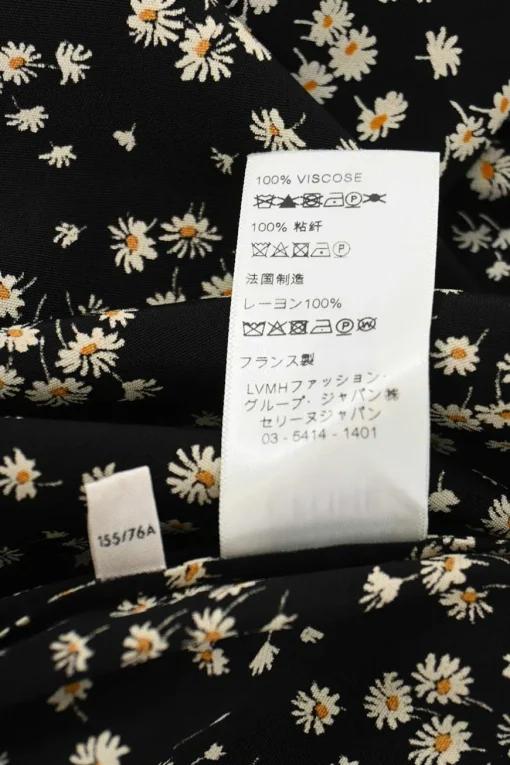 100% VISCOSE
100% 粘纤
P
法国制造
レーヨン100%
P W
フランス製
LVMHファッション・
グループ・ジャパン㈱
セリーヌジャパン
03-5414-1401
155/76A